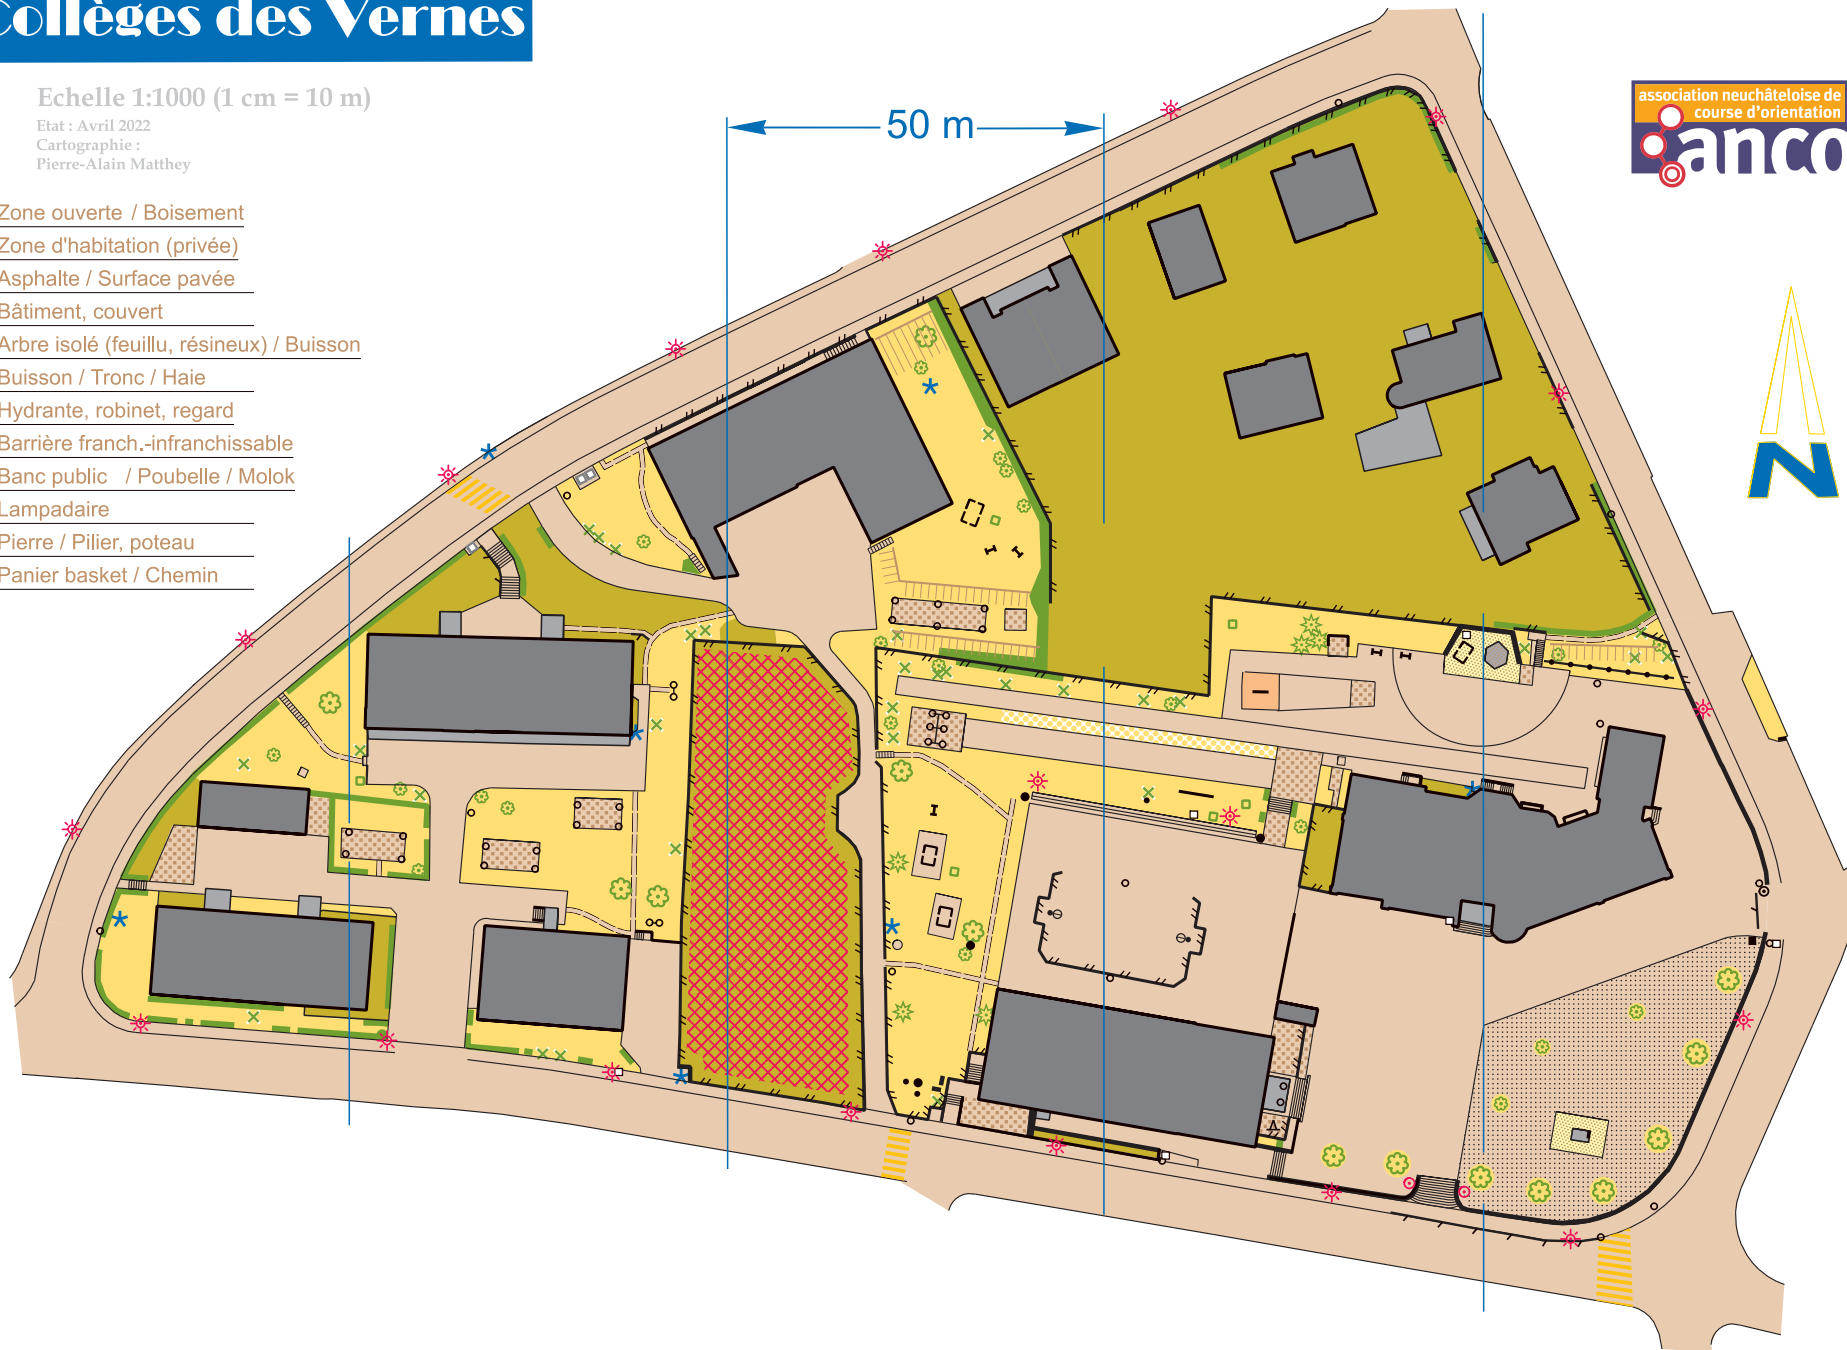 Collèges des Vernes
Echelle 1:1000 (1 cm = 10 m)
Etat : Avril 2022
Cartographie :
Pierre-Alain Matthey
Zone ouverte / Boisement
Zone d'habitation (privée)
Asphalte / Surface pavée
Bâtiment, couvert
Arbre isolé (feuillu, résineux) / Buisson
Buisson / Tronc / Haie
Hydrante, robinet, regard
Barrière franch.-infranchissable
Banc public / Poubelle / Molok
Lampadaire
Pierre / Pilier, poteau
Panier basket / Chemin
50 m
association neuchâteloise de
course d'orientation
anco
N